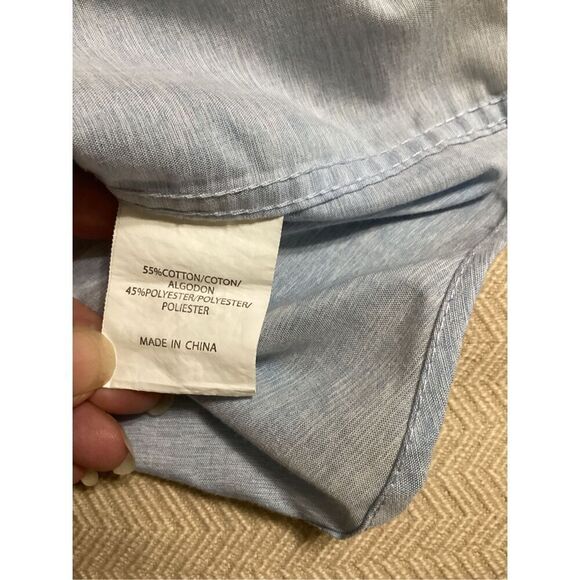 55%COTTON/COTON/
ALGODON
45%POLYESTER/POLYESTER/
POLIESTER
MADE IN CHINA